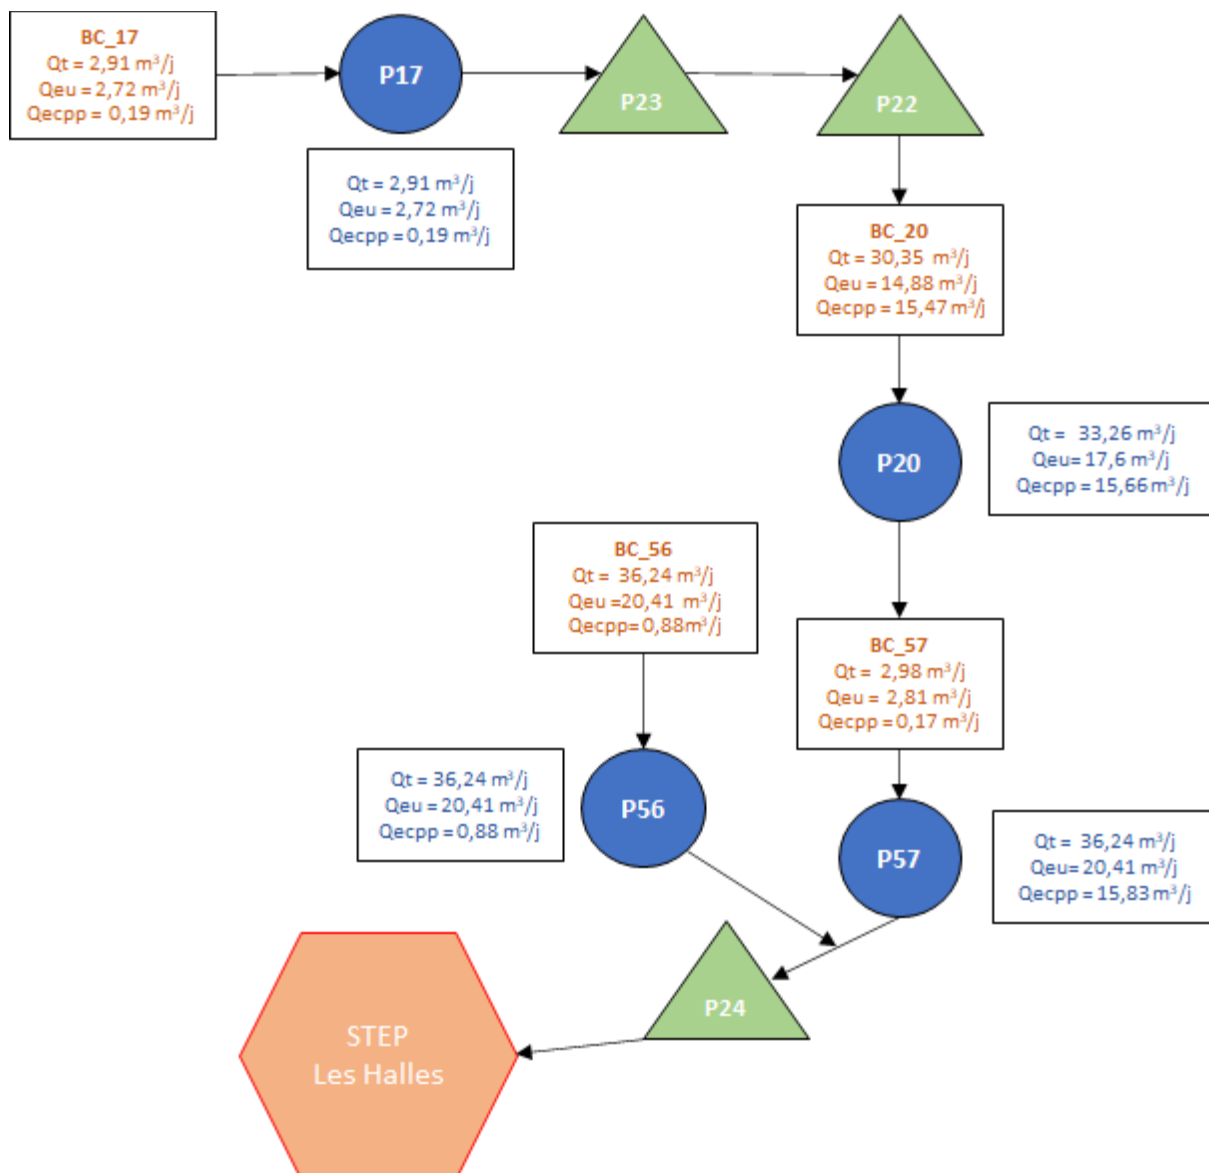 BC_17
Qt = 2,91 m³/j
Qeu = 2,72 m³/j
Qecpp = 0,19 m³/j
P17
P23
P22
Qt = 2,91 m³/j
Qeu = 2,72 m³/j
Qecpp = 0,19 m³/j
BC_20
Qt = 30,35 m³/j
Qeu = 14,88 m³/j
Qecpp = 15,47 m³/j
P20
Qt = 33,26 m³/j
Qeu= 17,6 m³/j
Qecpp = 15,66 m³/j
BC_56
Qt = 36,24 m³/j
Qeu =20,41 m³/j
Qecpp= 0,88m³/j
BC_57
Qt = 2,98 m³/j
Qeu = 2,81 m³/j
Qecpp = 0,17 m³/j
Qt = 36,24 m³/j
Qeu = 20,41 m³/j
Qecpp = 0,88 m³/j
P56
P57
Qt = 36,24 m³/j
Qeu= 20,41 m³/j
Qecpp = 15,83 m³/j
P24
STEP
Les Halles